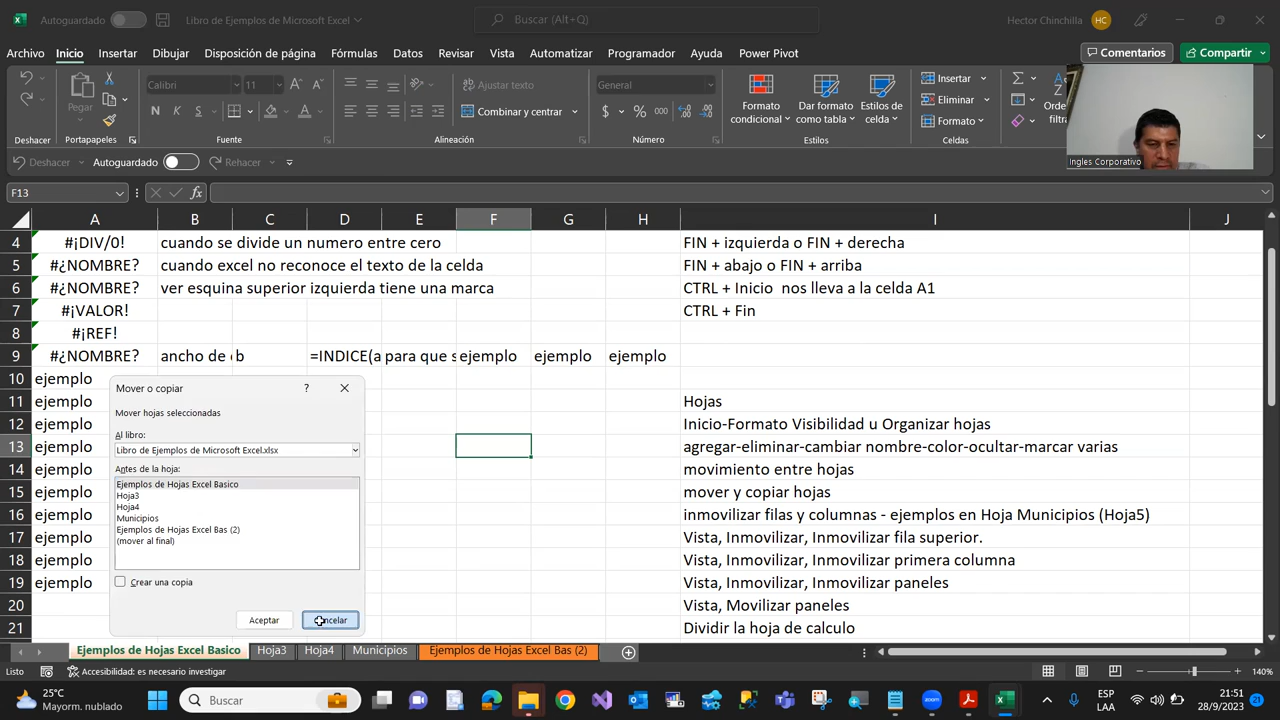 Autoguardado Libro de Ejemplos de Microsoft Excel Buscar (Alt+Q) Hector Chinchilla HC
Archivo Inicio Insertar Dibujar Disposición de página Fórmulas Datos Revisar Vista Automatizar Programador Ayuda Power Pivot Comentarios Compartir
Pegar Calibri 11 Ajustar texto General Formato condicional Dar formato como tabla Estilos de celda Insertar
N K S Combinar y centrar $ % 000 Eliminar
Formato
Deshacer Portapapeles Fuente Alineación Número Estilos Celdas
Deshacer Autoguardado Rehacer
Ingles Corporativo
F13 fx
A B C D E F G H I J
4 #¡DIV/0! cuando se divide un numero entre cero FIN + izquierda o FIN + derecha
5 #¿NOMBRE? cuando excel no reconoce el texto de la celda FIN + abajo o FIN + arriba
6 #¿NOMBRE? ver esquina superior izquierda tiene una marca CTRL + Inicio nos lleva a la celda A1
7 #¡VALOR! CTRL + Fin
8 #¡REF!
9 #¿NOMBRE? ancho de b =INDICE(a para que s ejemplo ejemplo ejemplo
10 ejemplo
11 ejemplo Hojas
12 ejemplo Inicio-Formato Visibilidad u Organizar hojas
13 ejemplo agregar-eliminar-cambiar nombre-color-ocultar-marcar varias
14 ejemplo movimiento entre hojas
15 ejemplo mover y copiar hojas
16 ejemplo inmovilizar filas y columnas - ejemplos en Hoja Municipios (Hoja5)
17 ejemplo Vista, Inmovilizar, Inmovilizar fila superior.
18 ejemplo Vista, Inmovilizar, Inmovilizar primera columna
19 ejemplo Vista, Inmovilizar, Inmovilizar paneles
20 Vista, Movilizar paneles
21 Dividir la hoja de calculo
Mover o copiar ?
Mover hojas seleccionadas
Al libro:
Libro de Ejemplos de Microsoft Excel.xlsx
Antes de la hoja:
Ejemplos de Hojas Excel Basico
Hoja3
Hoja4
Municipios
Ejemplos de Hojas Excel Bas (2)
(mover al final)
Crear una copia
Aceptar Cancelar
Ejemplos de Hojas Excel Basico Hoja3 Hoja4 Municipios Ejemplos de Hojas Excel Bas (2)
Listo Accesibilidad: es necesario investigar 140%
25°C
Mayorm. nublado
Buscar
ESP
LAA
21:51
28/9/2023